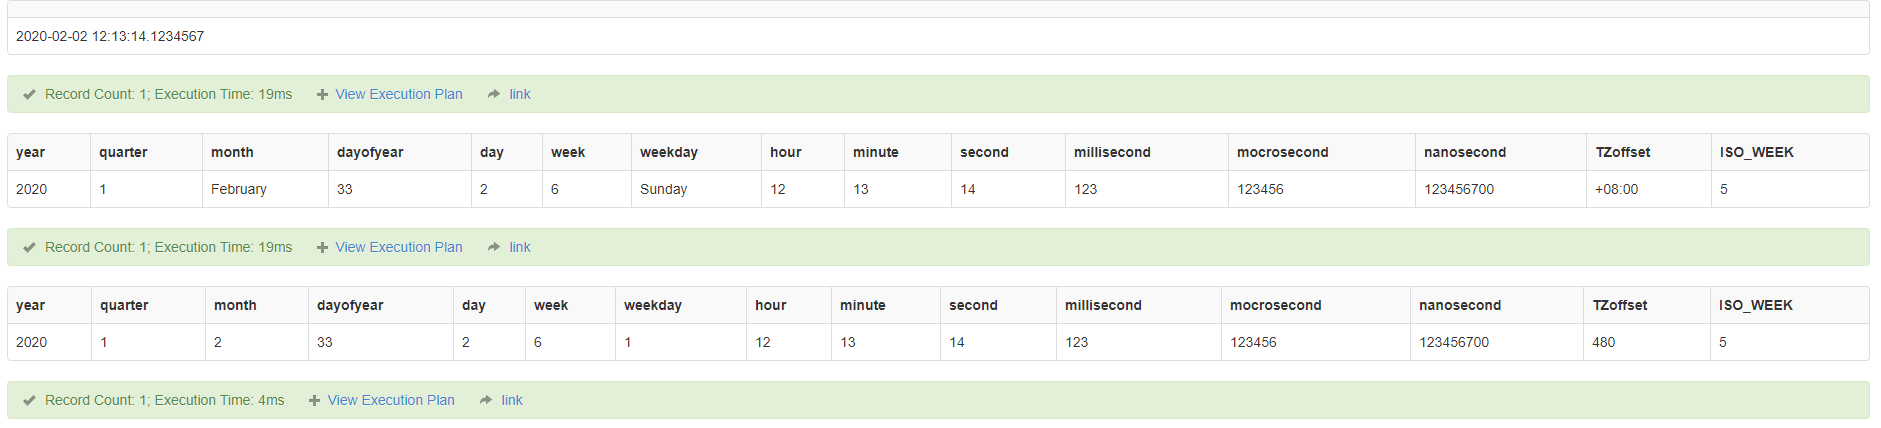 2020-02-02 12:13:14.1234567
Record Count: 1; Execution Time: 19ms View Execution Plan link
year quarter month dayofyear day week weekday hour minute second millisecond mocrosecond nanosecond TZoffset ISO_WEEK
2020 1 February 33 2 6 Sunday 12 13 14 123 123456 123456700 +08:00 5
Record Count: 1; Execution Time: 19ms View Execution Plan link
year quarter month dayofyear day week weekday hour minute second millisecond mocrosecond nanosecond TZoffset ISO_WEEK
2020 1 2 33 2 6 1 12 13 14 123 123456 123456700 480 5
Record Count: 1; Execution Time: 4ms View Execution Plan link